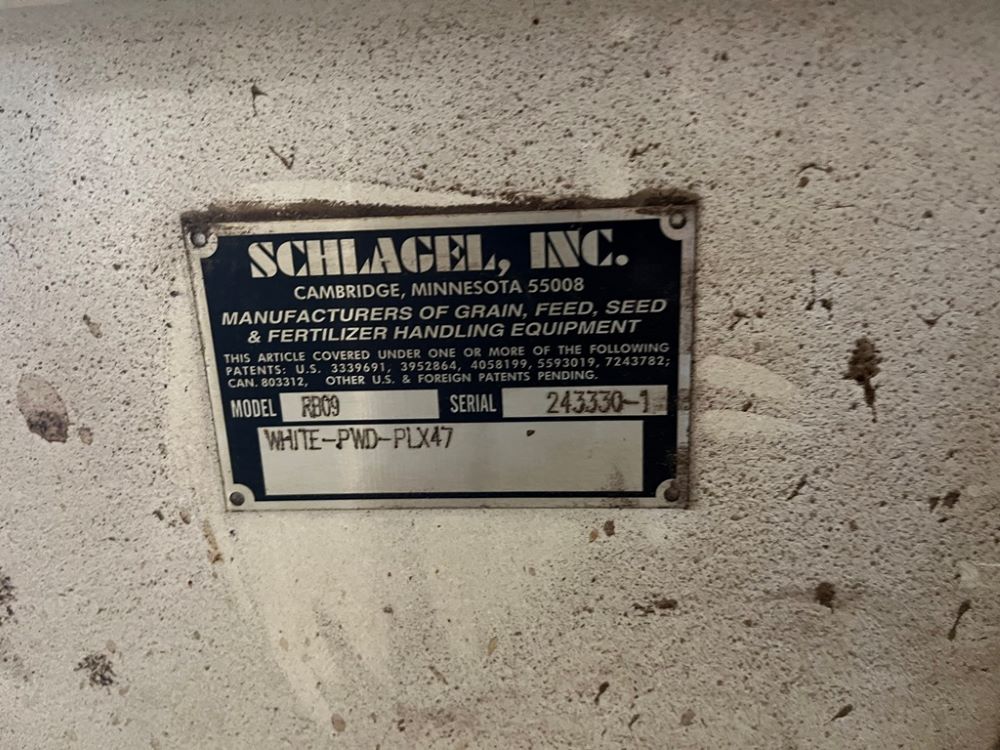 SCHLAGEL, INC.
CAMBRIDGE, MINNESOTA 55008
MANUFACTURERS OF GRAIN, FEED, SEED
& FERTILIZER HANDLING EQUIPMENT
THIS ARTICLE COVERED UNDER ONE OR MORE OF THE FOLLOWING
PATENTS: U.S. 3339691, 3952864, 4058199, 5593019, 7243782;
CAN. 803312, OTHER U.S. & FOREIGN PATENTS PENDING.
MODEL RB09 SERIAL 243330-1
WHITE-PWD-PLX47